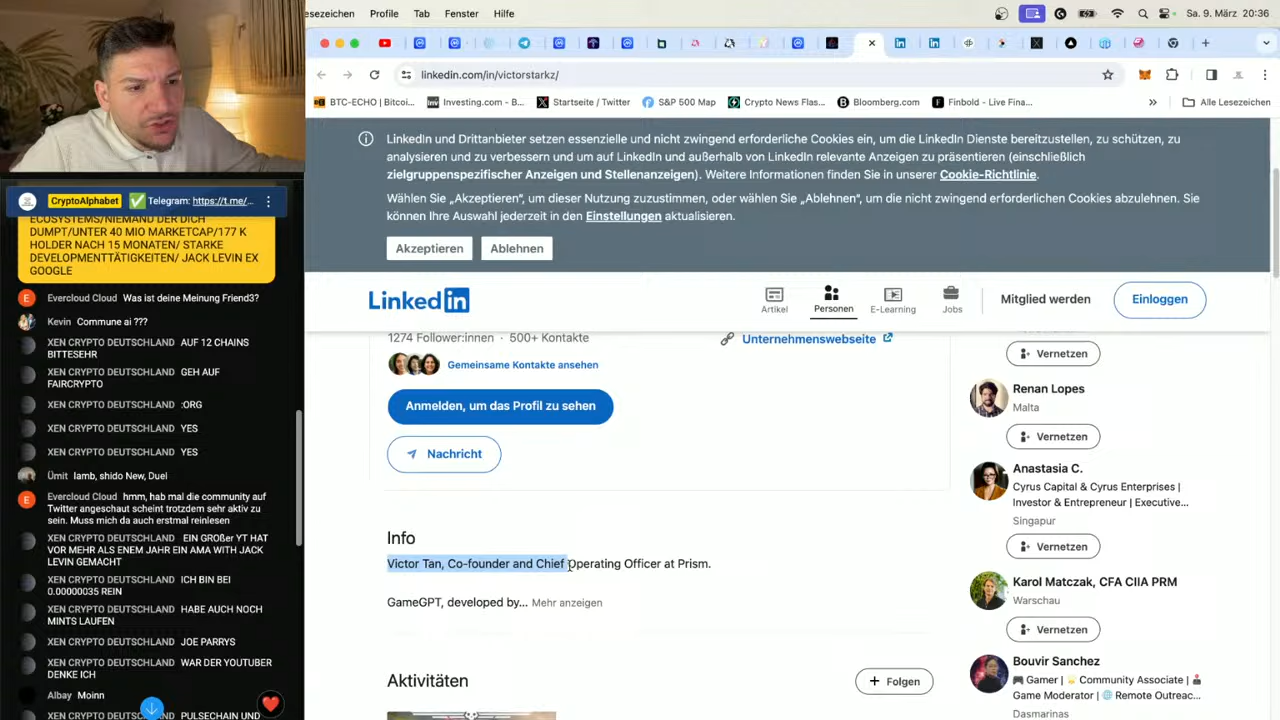 esezeichen Profile Tab Fenster Hilfe
Sa. 9. März 20:36
linkedin.com/in/victorstarkz/
BTC-ECHO | Bitcoi...
Investing.com - B...
Startseite / Twitter
S&P 500 Map
Crypto News Flas...
Bloomberg.com
Finbold - Live Fina...
Alle Lesezeichen
LinkedIn und Drittanbieter setzen essenzielle und nicht zwingend erforderliche Cookies ein, um die LinkedIn Dienste bereitzustellen, zu schützen, zu
analysieren und zu verbessern und um auf LinkedIn und außerhalb von LinkedIn relevante Anzeigen zu präsentieren (einschließlich
zielgruppenspezifischer Anzeigen und Stellenanzeigen). Weitere Informationen finden Sie in unserer Cookie-Richtlinie.
Wählen Sie „Akzeptieren“, um dieser Nutzung zuzustimmen, oder wählen Sie „Ablehnen“, um die nicht zwingend erforderlichen Cookies abzulehnen. Sie
können Ihre Auswahl jederzeit in den Einstellungen aktualisieren.
Akzeptieren
Ablehnen
LinkedIn
Artikel
Personen
E-Learning
Jobs
Mitglied werden
Einloggen
1274 Follower:innen · 500+ Kontakte
Gemeinsame Kontakte ansehen
Unternehmenswebseite
Anmelden, um das Profil zu sehen
Nachricht
Info
Victor Tan, Co-founder and Chief Operating Officer at Prism.
GameGPT, developed by... Mehr anzeigen
Aktivitäten
Folgen
Vernetzen
Renan Lopes
Malta
Vernetzen
Anastasia C.
Cyrus Capital & Cyrus Enterprises |
Investor & Entrepreneur | Executive...
Singapur
Vernetzen
Karol Matczak, CFA CIIA PRM
Warschau
Vernetzen
Bouvir Sanchez
Gamer | Community Associate |
Game Moderator | Remote Outreac...
Dasmarinas
CryptoAlphabet Telegram: https://t.me/...
ECOSYSTEMS/NIEMAND DER DICH
DUMPT/UNTER 40 MIO MARKETCAP/177 K
HOLDER NACH 15 MONATEN/ STARKE
DEVELOPMENTTÄTIGKEITEN/ JACK LEVIN EX
GOOGLE
Evercloud Cloud Was ist deine Meinung Friend3?
Kevin Commune ai ???
XEN CRYPTO DEUTSCHLAND AUF 12 CHAINS
BITTESEHR
XEN CRYPTO DEUTSCHLAND GEH AUF
FAIRCRYPTO
XEN CRYPTO DEUTSCHLAND :ORG
XEN CRYPTO DEUTSCHLAND YES
XEN CRYPTO DEUTSCHLAND YES
Ümit lamb, shido New, Duel
Evercloud Cloud hmm, hab mal die community auf
Twitter angeschaut scheint trotzdem sehr aktiv zu
sein. Muss mich da auch erstmal reinlesen
XEN CRYPTO DEUTSCHLAND EIN GROßer YT HAT
VOR MEHR ALS ENEM JAHR EIN AMA WITH JACK
LEVIN GEMACHT
XEN CRYPTO DEUTSCHLAND ICH BIN BEI
0.00000035 REIN
XEN CRYPTO DEUTSCHLAND HABE AUCH NOCH
MINTS LAUFEN
XEN CRYPTO DEUTSCHLAND JOE PARRYS
XEN CRYPTO DEUTSCHLAND WAR DER YOUTUBER
DENKE ICH
Albay Moinn
XEN CRYPTO DEUTSCHLAND PULSECHAIN UND